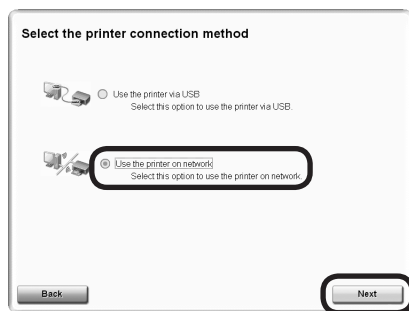 Select the printer connection method
Use the printer via USB
Select this option to use the printer via USB.
Use the printer on network
Select this option to use the printer on network.
Back
Next